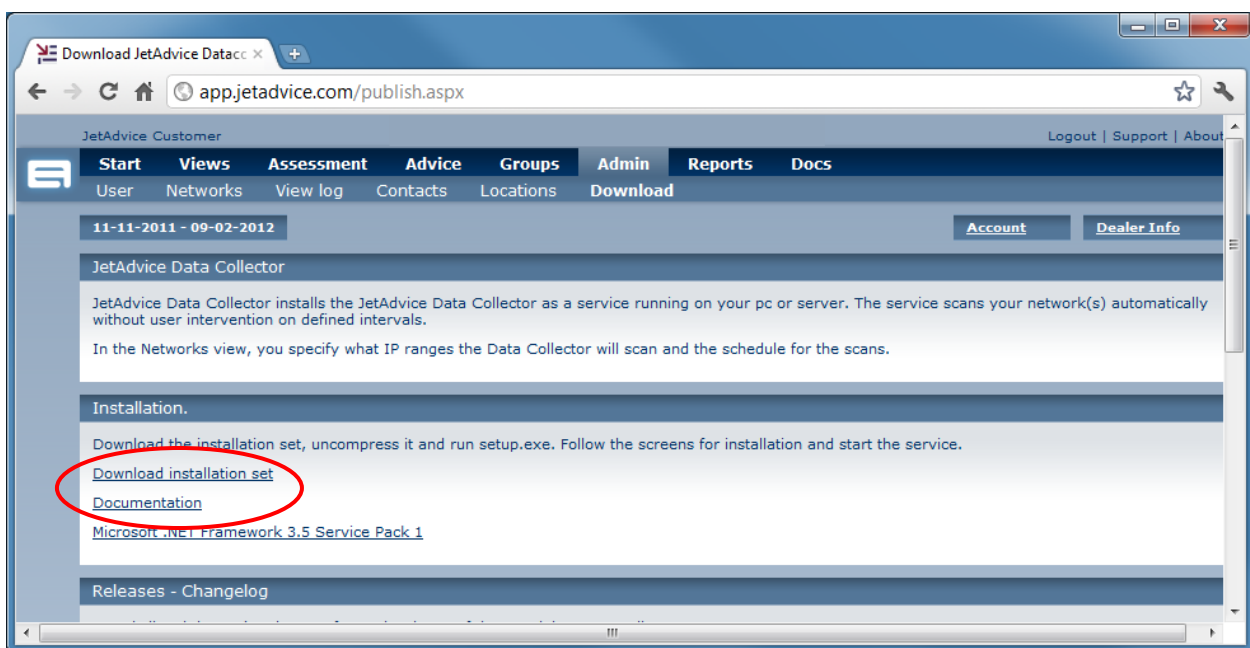 Download JetAdvice Datacc
app.jetadvice.com/publish.aspx
JetAdvice Customer
Logout | Support | About
Start Views Assessment Advice Groups Admin Reports Docs
User Networks View log Contacts Locations Download
11-11-2011 - 09-02-2012
Account
Dealer Info
JetAdvice Data Collector
JetAdvice Data Collector installs the JetAdvice Data Collector as a service running on your pc or server. The service scans your network(s) automatically
without user intervention on defined intervals.
In the Networks view, you specify what IP ranges the Data Collector will scan and the schedule for the scans.
Installation.
Download the installation set, uncompress it and run setup.exe. Follow the screens for installation and start the service.
Download installation set
Documentation
Microsoft .NET Framework 3.5 Service Pack 1
Releases - Changelog